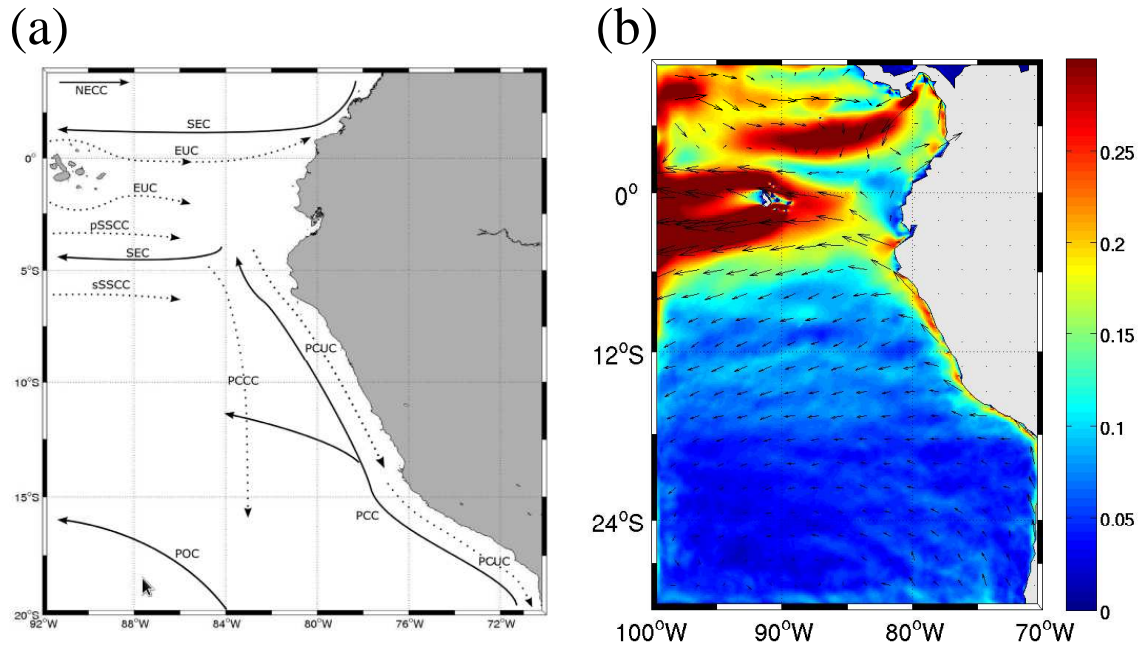 (a)
NECC
SEC
EUC
0°
EUC
pSSCC
SEC
5°S
sSSCC
PCUC
PCCC
10°S
15°S
PCC
POC
PCUC
20°S
92°W 88°W 84°W 80°W 76°W 72°W
(b)
0°
12°S
24°S
100°W 90°W 80°W 70°W
0.25
0.2
0.15
0.1
0.05
0